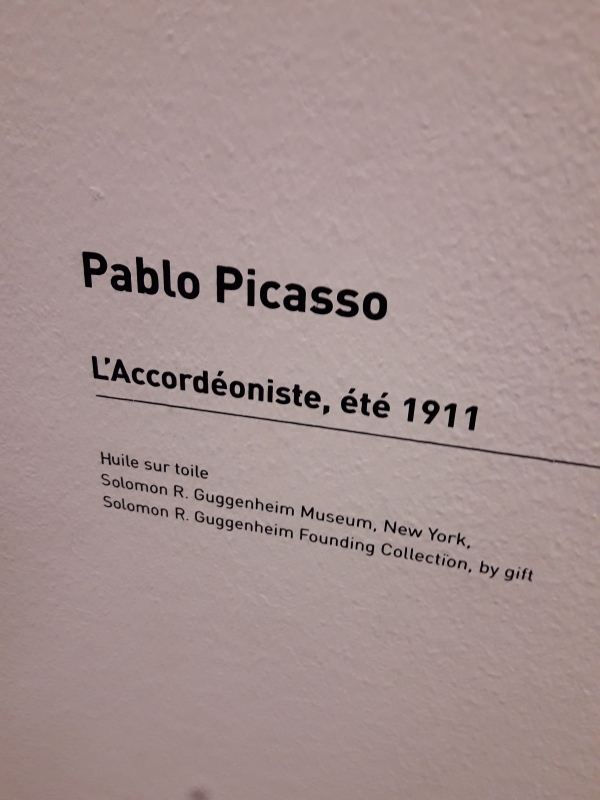 Pablo Picasso
L'Accordéoniste, été 1911
Huile sur toile
Solomon R. Guggenheim Museum, New York,
Solomon R. Guggenheim Founding Collection, by gift